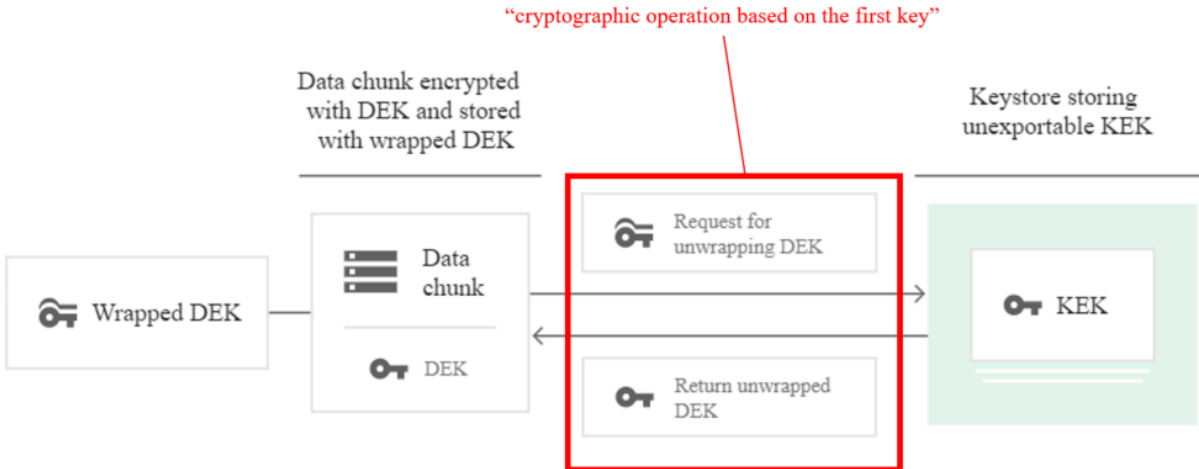 “cryptographic operation based on the first key”
Data chunk encrypted
with DEK and stored
with wrapped DEK
Keystore storing
unexportable KEK
Wrapped DEK
Data
chunk
DEK
Request for
unwrapping DEK
Return unwrapped
DEK
KEK